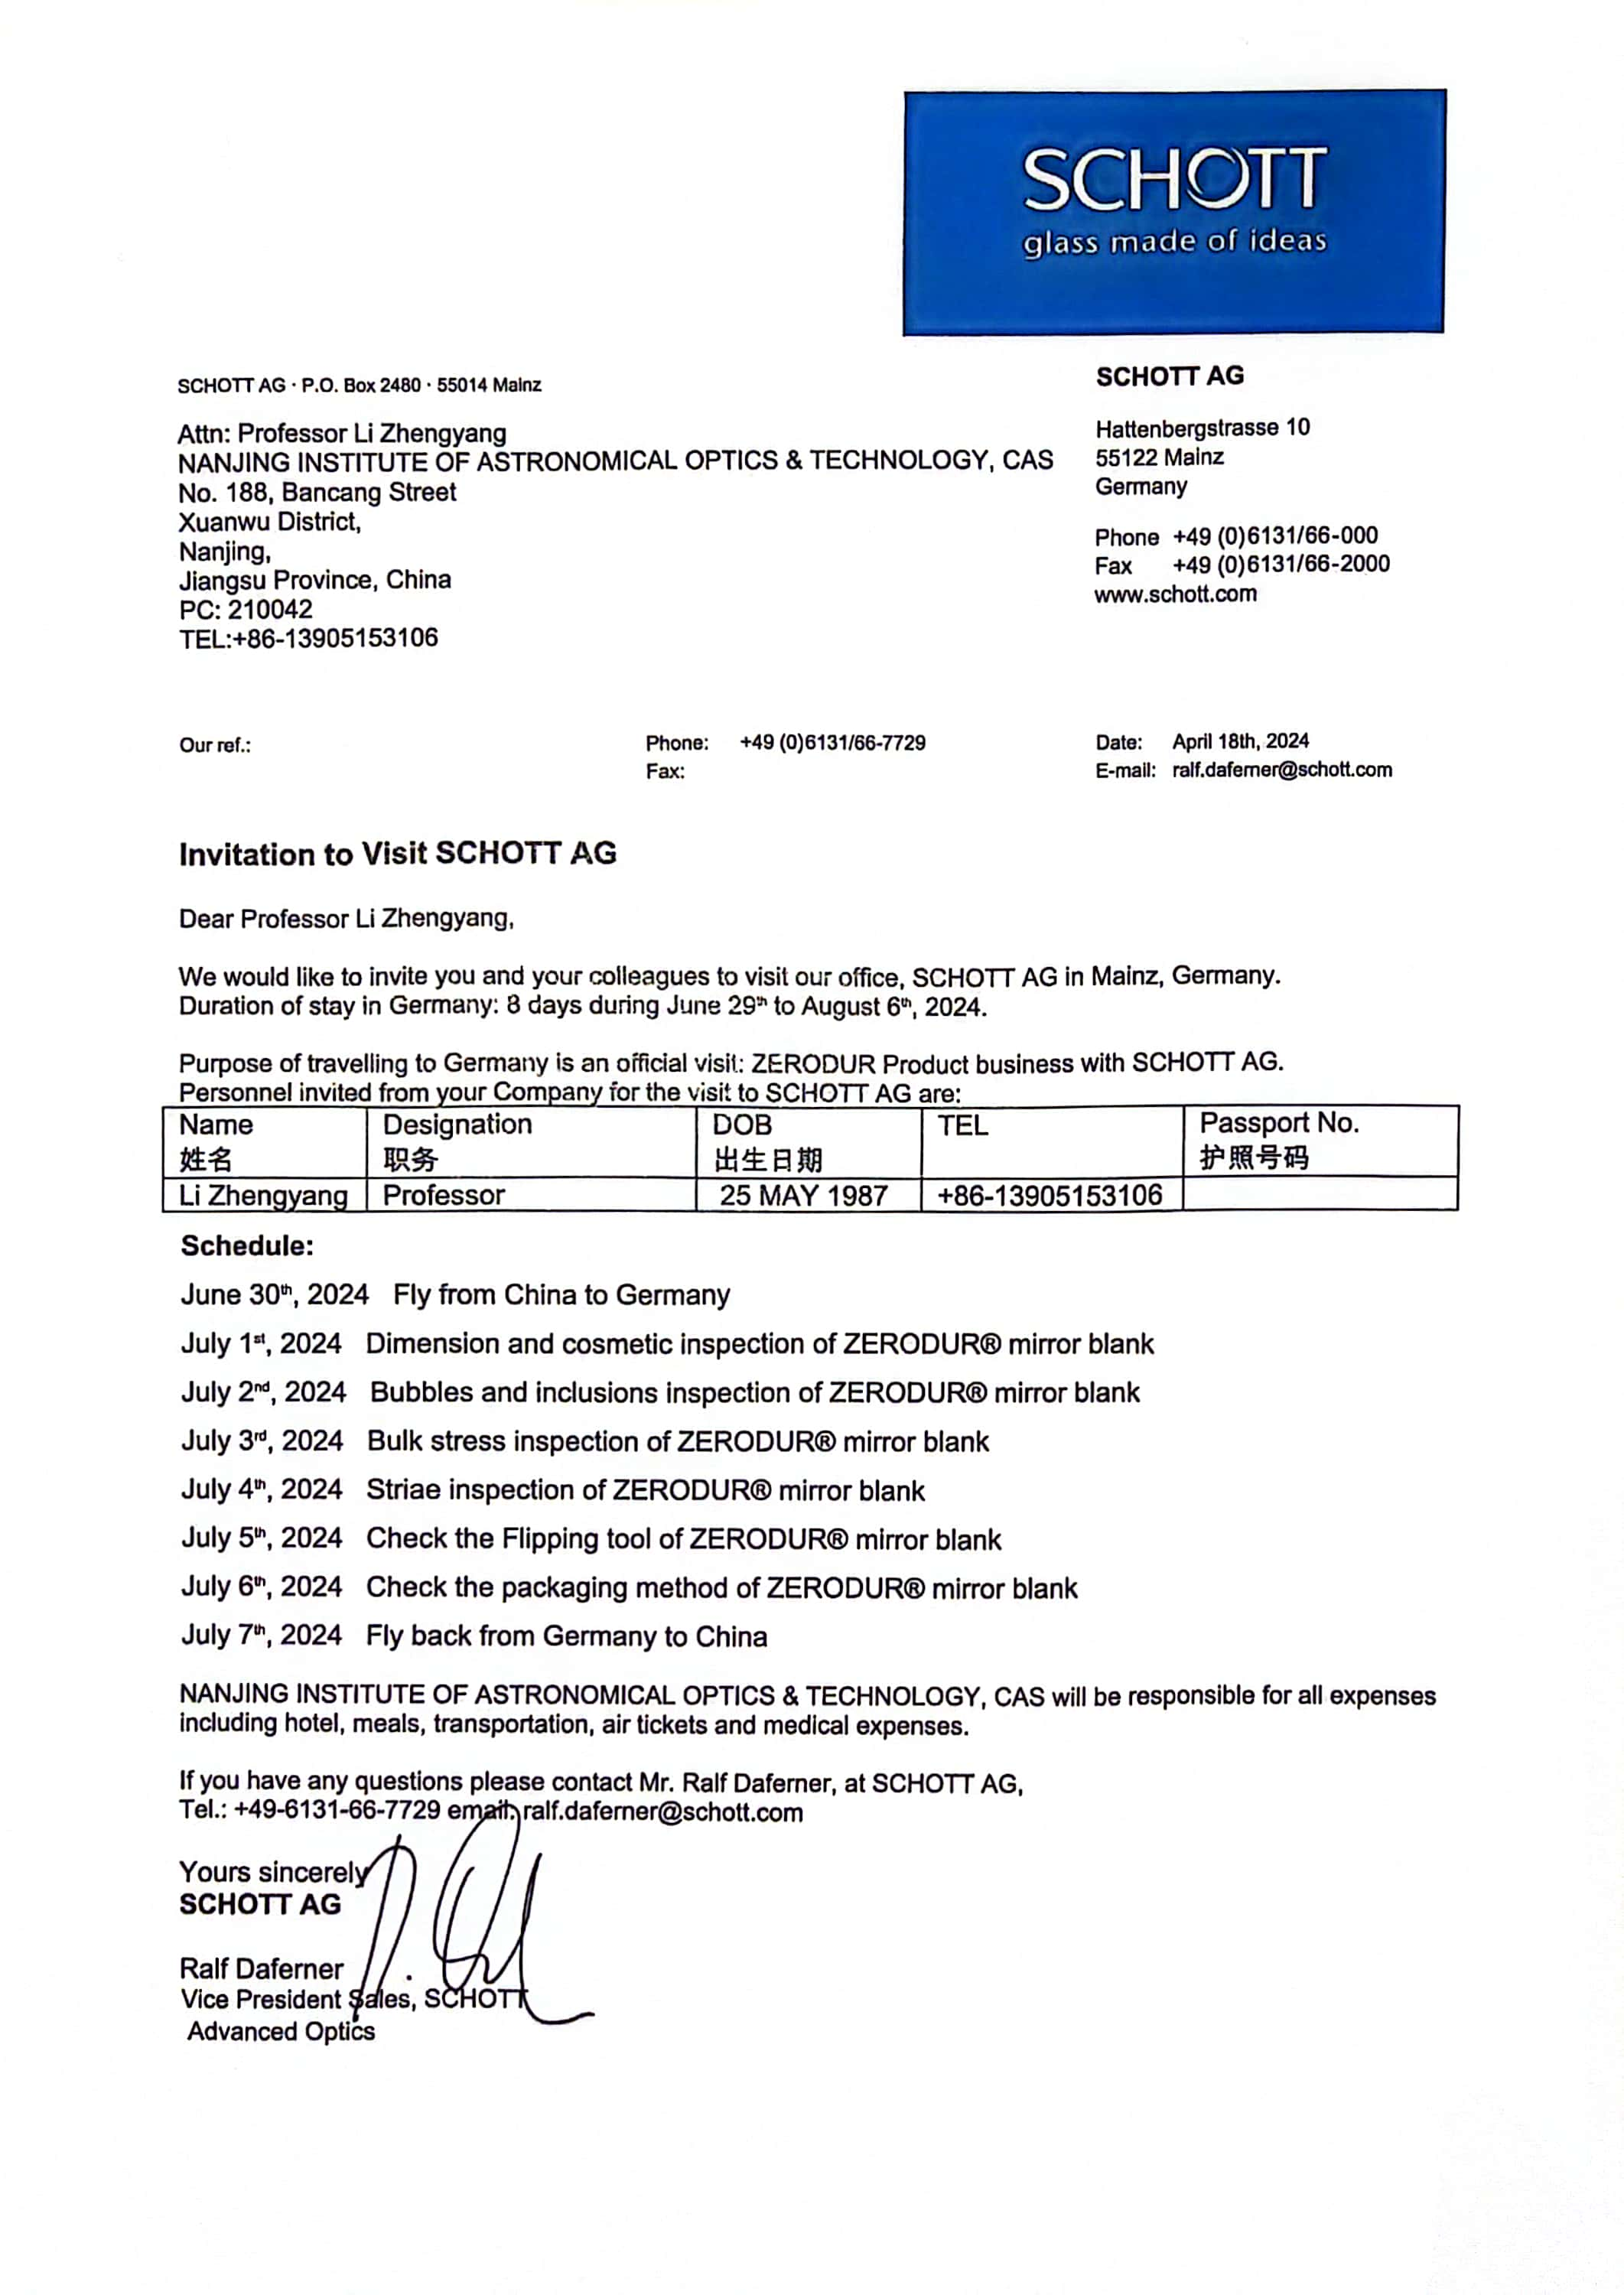 SCHOTT
glass made of ideas
SCHOTT AG · P.O. Box 2480 · 55014 Mainz
SCHOTT AG
Attn: Professor Li Zhengyang
NANJING INSTITUTE OF ASTRONOMICAL OPTICS & TECHNOLOGY, CAS
No. 188, Bancang Street
Xuanwu District,
Nanjing,
Jiangsu Province, China
PC: 210042
TEL:+86-13905153106
Hattenbergstrasse 10
55122 Mainz
Germany
Phone +49 (0)6131/66-000
Fax +49 (0)6131/66-2000
www.schott.com
Our ref.:
Phone: +49 (0)6131/66-7729
Fax:
Date: April 18th, 2024
E-mail: ralf.daferner@schott.com
Invitation to Visit SCHOTT AG
Dear Professor Li Zhengyang,
We would like to invite you and your colleagues to visit our office, SCHOTT AG in Mainz, Germany.
Duration of stay in Germany: 8 days during June 29th to August 6th, 2024.
Purpose of travelling to Germany is an official visit: ZERODUR Product business with SCHOTT AG.
Personnel invited from your Company for the visit to SCHOTT AG are:
Name Designation DOB TEL Passport No.
姓名 职务 出生日期 护照号码
Li Zhengyang Professor 25 MAY 1987 +86-13905153106
Schedule:
June 30th, 2024 Fly from China to Germany
July 1st, 2024 Dimension and cosmetic inspection of ZERODUR® mirror blank
July 2nd, 2024 Bubbles and inclusions inspection of ZERODUR® mirror blank
July 3rd, 2024 Bulk stress inspection of ZERODUR® mirror blank
July 4th, 2024 Striae inspection of ZERODUR® mirror blank
July 5th, 2024 Check the Flipping tool of ZERODUR® mirror blank
July 6th, 2024 Check the packaging method of ZERODUR® mirror blank
July 7th, 2024 Fly back from Germany to China
NANJING INSTITUTE OF ASTRONOMICAL OPTICS & TECHNOLOGY, CAS will be responsible for all expenses
including hotel, meals, transportation, air tickets and medical expenses.
If you have any questions please contact Mr. Ralf Daferner, at SCHOTT AG,
Tel.: +49-6131-66-7729 email: ralf.daferner@schott.com
Yours sincerely
SCHOTT AG
Ralf Daferner
Vice President Sales, SCHOTT
Advanced Optics